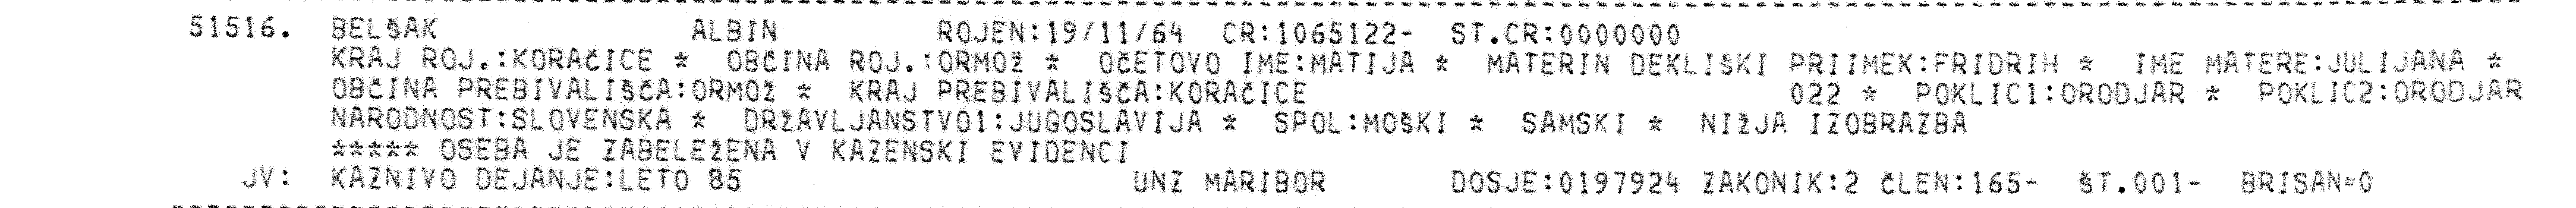 51516. BELŠAK ALBIN ROJEN:19/11/64 CR:1065122- ST.CR:0000000
KRAJ ROJ.:KORAČICE * OBČINA ROJ.:ORMOŽ * OČETOVO IME:MATIJA * MATERIN DEKLIŠKI PRIIMEK:FRIDRIH * IME MATERE:JULIJANA *
OBČINA PREBIVALIŠČA:ORMOŽ * KRAJ PREBIVALIŠČA:KORAČICE 022 * POKLIC1:ORODJAR * POKLIC2:ORODJAR
NARODNOST:SLOVENSKA * DRŽAVLJANSTVO1:JUGOSLAVIJA * SPOL:MOŠKI * SAMSKI * NIŽJA IZOBRAZBA
***** OSEBA JE ZABELEŽENA V KAZENSKI EVIDENCI
JV: KAZNIVO DEJANJE:LETO 85 UNZ MARIBOR DOSJE:0197924 ZAKONIK:2 ČLEN:165- ŠT.001- BRISAN=0